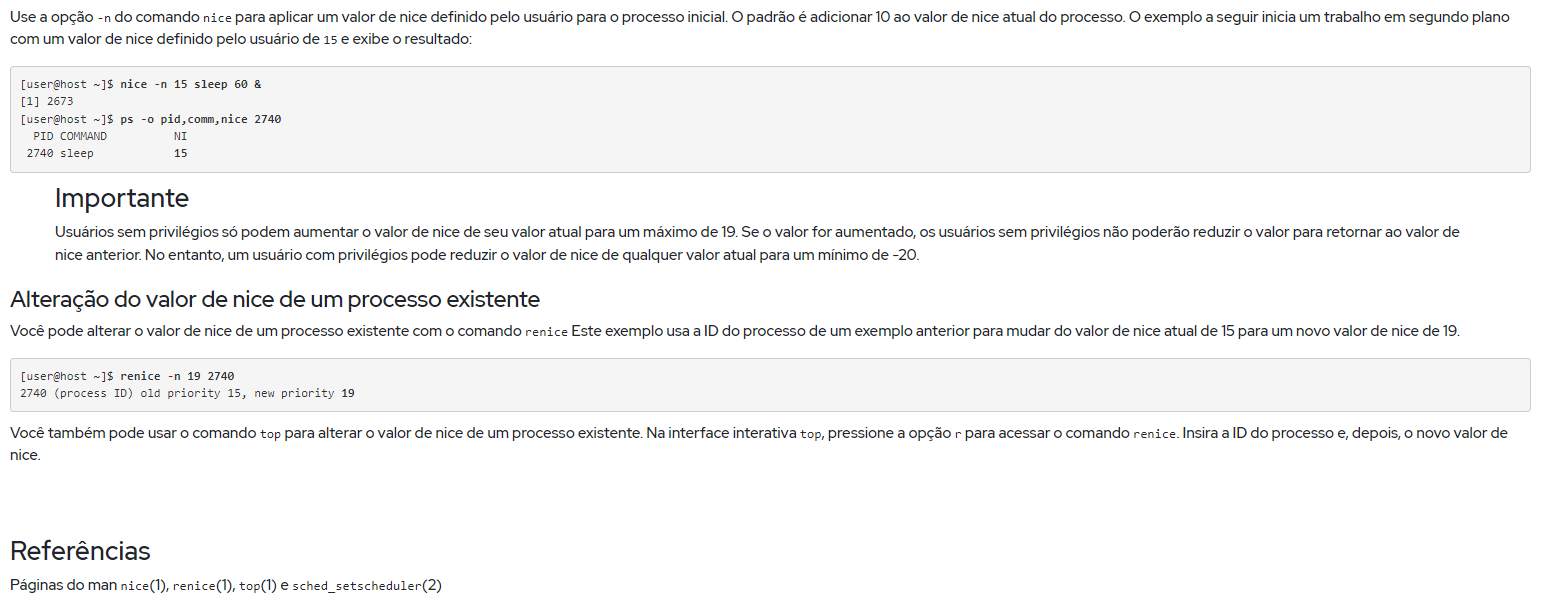 Use a opção -n do comando nice para aplicar um valor de nice definido pelo usuário para o processo inicial. O padrão é adicionar 10 ao valor de nice atual do processo. O exemplo a seguir inicia um trabalho em segundo plano
com um valor de nice definido pelo usuário de 15 e exibe o resultado:
[user@host ~]$ nice -n 15 sleep 60 &
[1] 2673
[user@host ~]$ ps -o pid,comm,nice 2740
PID COMMAND NI
2740 sleep 15
Importante
Usuários sem privilégios só podem aumentar o valor de nice de seu valor atual para um máximo de 19. Se o valor for aumentado, os usuários sem privilégios não poderão reduzir o valor para retornar ao valor de
nice anterior. No entanto, um usuário com privilégios pode reduzir o valor de nice de qualquer valor atual para um mínimo de -20.
Alteração do valor de nice de um processo existente
Você pode alterar o valor de nice de um processo existente com o comando renice Este exemplo usa a ID do processo de um exemplo anterior para mudar do valor de nice atual de 15 para um novo valor de nice de 19.
[user@host ~]$ renice -n 19 2740
2740 (process ID) old priority 15, new priority 19
Você também pode usar o comando top para alterar o valor de nice de um processo existente. Na interface interativa top, pressione a opção r para acessar o comando renice. Insira a ID do processo e, depois, o novo valor de
nice.
Referências
Páginas do man nice(1), renice(1), top(1) e sched_setscheduler(2)